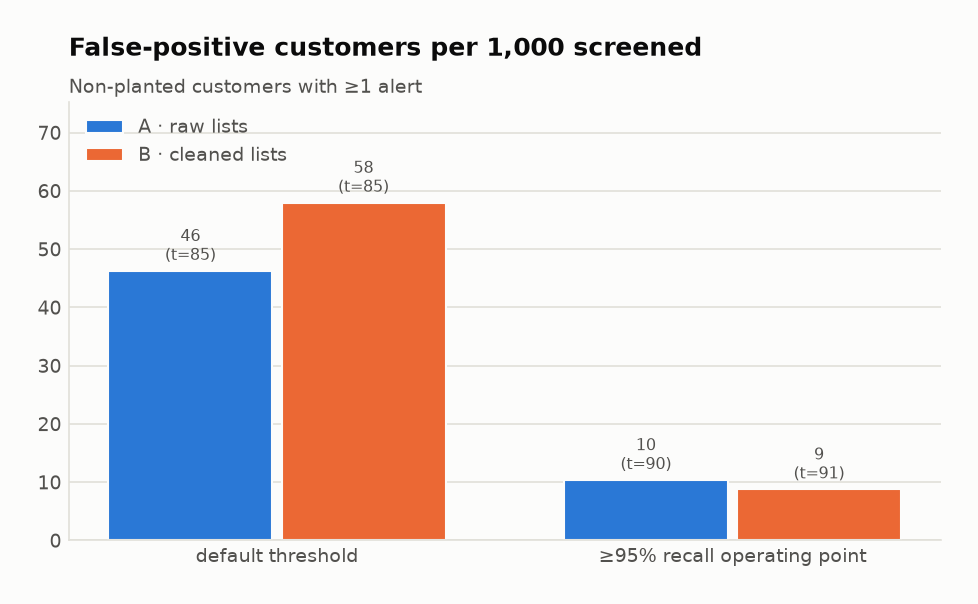 False-positive customers per 1,000 screened
Non-planted customers with ≥1 alert
A · raw lists
B · cleaned lists
70
60
50
40
30
20
10
0
46
(t=85)
58
(t=85)
10
(t=90)
9
(t=91)
default threshold
≥95% recall operating point